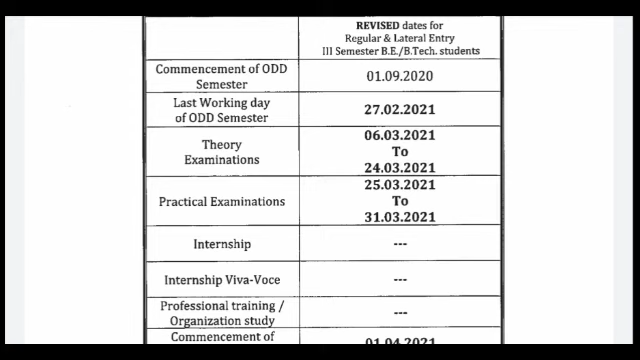 REVISED dates for
Regular & Lateral Entry
III Semester B.E./B.Tech. students
Commencement of ODD
Semester
01.09.2020
Last Working day
of ODD Semester
27.02.2021
Theory
Examinations
06.03.2021
To
24.03.2021
Practical Examinations
25.03.2021
To
31.03.2021
Internship
---
Internship Viva-Voce
---
Professional training /
Organization study
---
Commencement of
01.04.2021